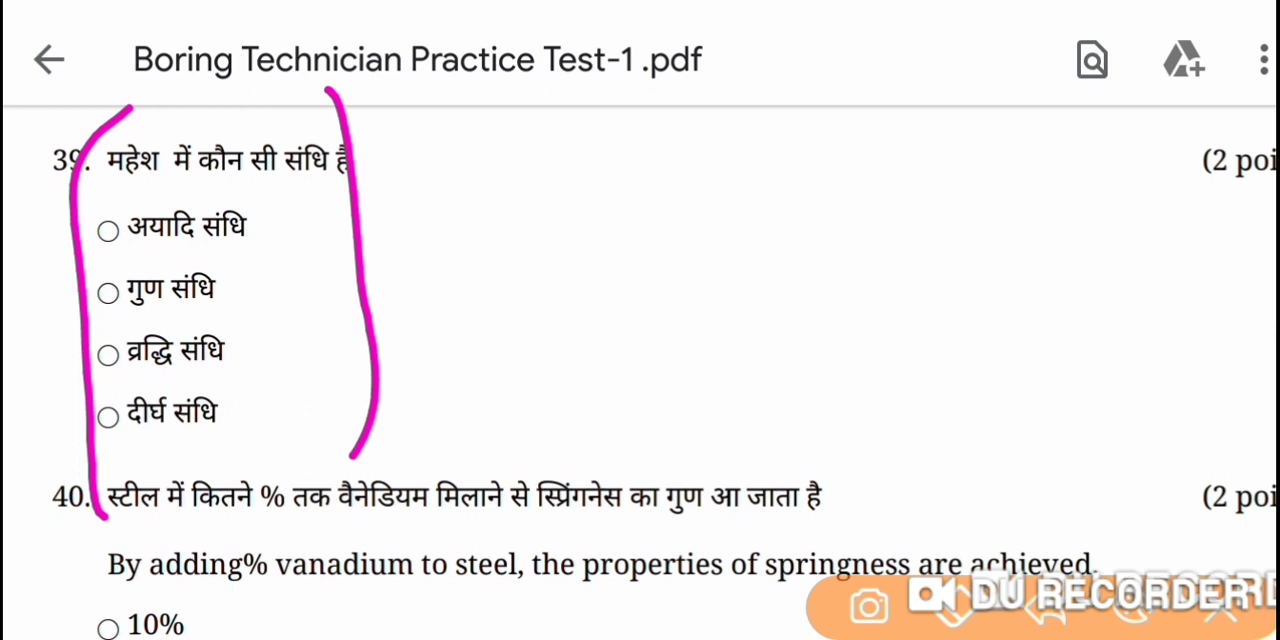 Boring Technician Practice Test-1 .pdf
39. महेश में कौन सी संधि है (2 poi
अयादि संधि
गुण संधि
व्रद्धि संधि
दीर्घ संधि
40. स्टील में कितने % तक वैनेडियम मिलाने से स्प्रिंगनेस का गुण आ जाता है (2 poi
By adding% vanadium to steel, the properties of springness are achieved.
DU RECORDER
10%